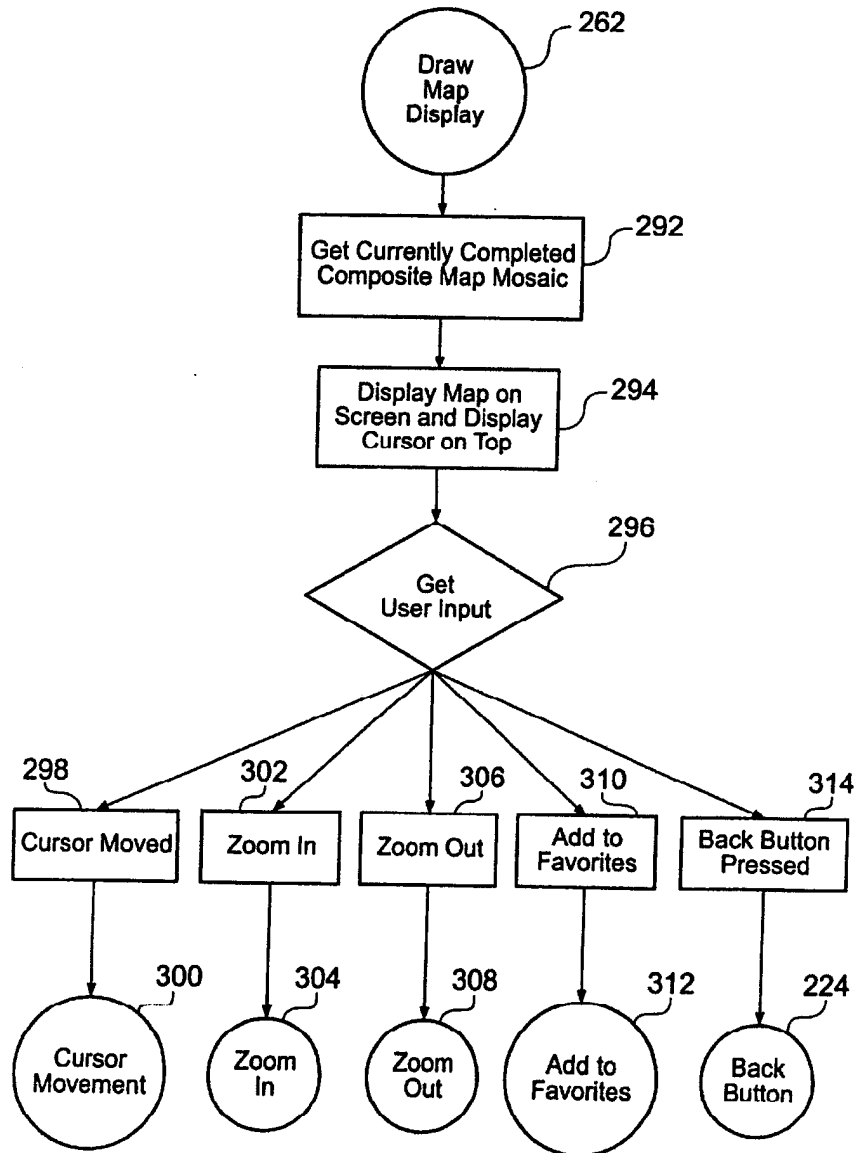 262
Draw
Map
Display
292
Get Currently Completed
Composite Map Mosaic
294
Display Map on
Screen and Display
Cursor on Top
296
Get
User Input
298
302
306
310
314
Cursor Moved
Zoom In
Zoom Out
Add to
Favorites
Back Button
Pressed
300
304
308
312
224
Cursor
Movement
Zoom
In
Zoom
Out
Add to
Favorites
Back
Button